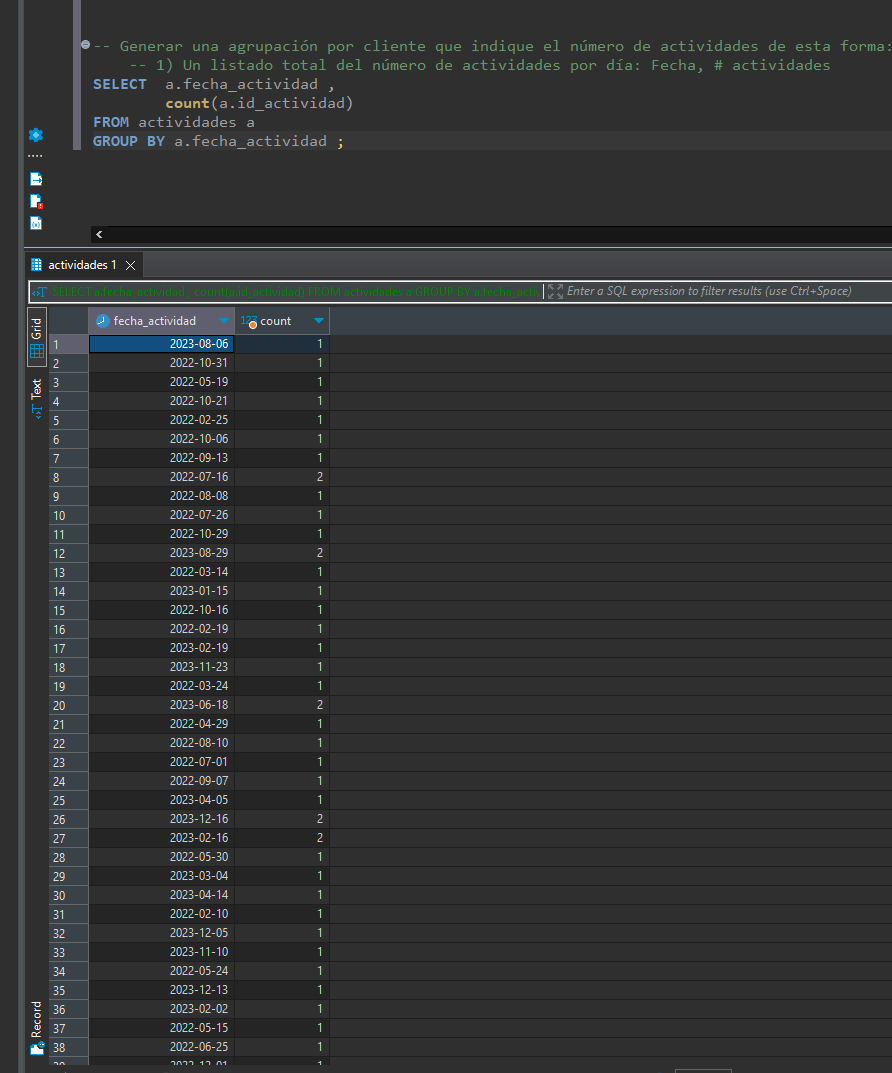 -- Generar una agrupación por cliente que indique el número de actividades de esta forma:
-- 1) Un listado total del número de actividades por día: Fecha, # actividades
SELECT a.fecha_actividad ,
count(a.id_actividad)
FROM actividades a
GROUP BY a.fecha_actividad ;
actividades 1
SELECT a.fecha_actividad , count(a.id_actividad) FROM actividades a GROUP BY a.fecha_activ
Enter a SQL expression to filter results (use Ctrl+Space)
Grid
Text
Record
fecha_actividad 123 count
1 2023-08-06 1
2 2022-10-31 1
3 2022-05-19 1
4 2022-10-21 1
5 2022-02-25 1
6 2022-10-06 1
7 2022-09-13 1
8 2022-07-16 2
9 2022-08-08 1
10 2022-07-26 1
11 2022-10-29 1
12 2023-08-29 2
13 2022-03-14 1
14 2023-01-15 1
15 2022-10-16 1
16 2022-02-19 1
17 2023-02-19 1
18 2023-11-23 1
19 2022-03-24 1
20 2023-06-18 2
21 2022-04-29 1
22 2022-08-10 1
23 2022-07-01 1
24 2022-09-07 1
25 2023-04-05 1
26 2023-12-16 2
27 2023-02-16 2
28 2022-05-30 1
29 2023-03-04 1
30 2023-04-14 1
31 2022-02-10 1
32 2023-12-05 1
33 2023-11-10 1
34 2022-05-24 1
35 2023-12-13 1
36 2023-02-02 1
37 2022-05-15 1
38 2022-06-25 1